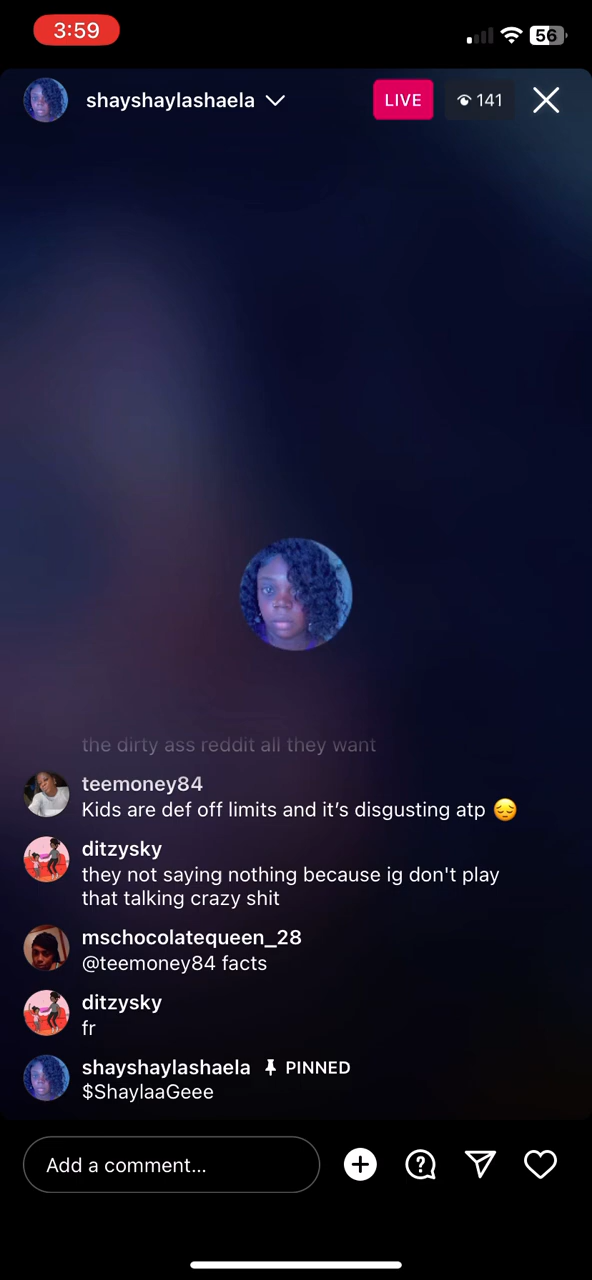 3:59
56
shayshaylashaela
LIVE
141
the dirty ass reddit all they want
teemoney84
Kids are def off limits and it’s disgusting atp 😔
ditzysky
they not saying nothing because ig don't play
that talking crazy shit
mschocolatequeen_28
@teemoney84 facts
ditzysky
fr
shayshaylashaela PINNED
$ShaylaaGeee
Add a comment...